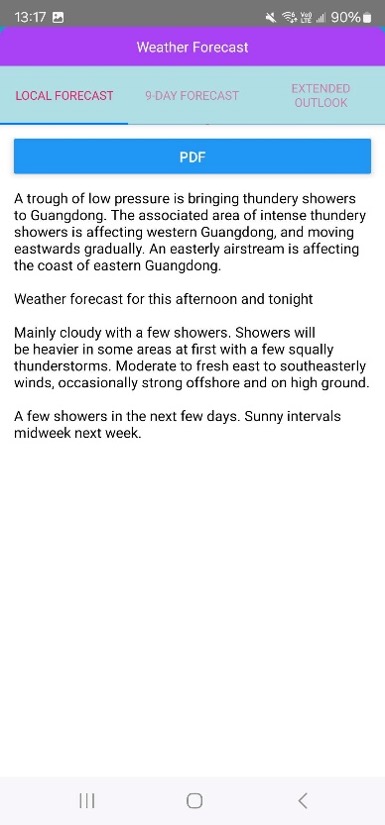 13:17 90%
Weather Forecast
LOCAL FORECAST 9-DAY FORECAST EXTENDED
OUTLOOK
PDF
A trough of low pressure is bringing thundery showers
to Guangdong. The associated area of intense thundery
showers is affecting western Guangdong, and moving
eastwards gradually. An easterly airstream is affecting
the coast of eastern Guangdong.
Weather forecast for this afternoon and tonight
Mainly cloudy with a few showers. Showers will
be heavier in some areas at first with a few squally
thunderstorms. Moderate to fresh east to southeasterly
winds, occasionally strong offshore and on high ground.
A few showers in the next few days. Sunny intervals
midweek next week.